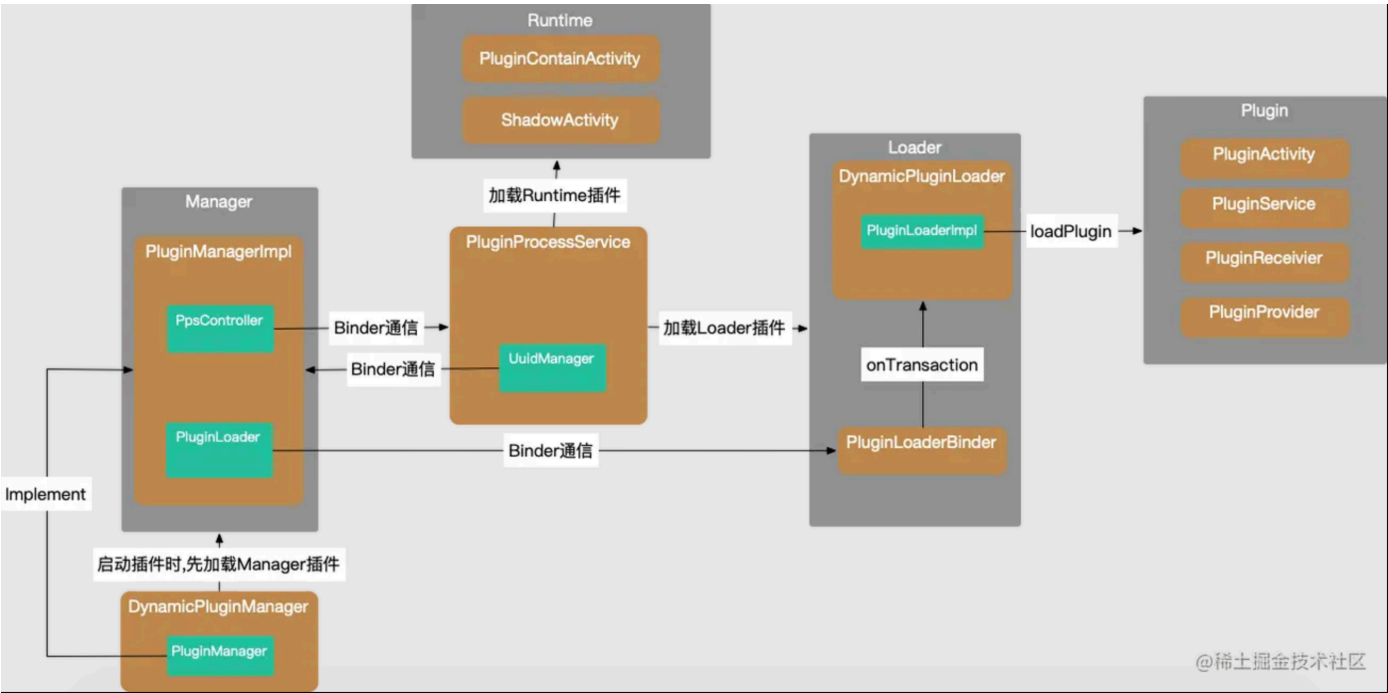 Runtime
PluginContainActivity
ShadowActivity
加载Runtime插件
Manager
PluginManagerImpl
PpsController
Binder通信
Binder通信
PluginLoader
Implement
启动插件时,先加载Manager插件
DynamicPluginManager
PluginManager
PluginProcessService
UuidManager
加载Loader插件
Binder通信
Loader
DynamicPluginLoader
PluginLoaderImpl
onTransaction
PluginLoaderBinder
loadPlugin
Plugin
PluginActivity
PluginService
PluginReceivier
PluginProvider
@稀土掘金技术社区